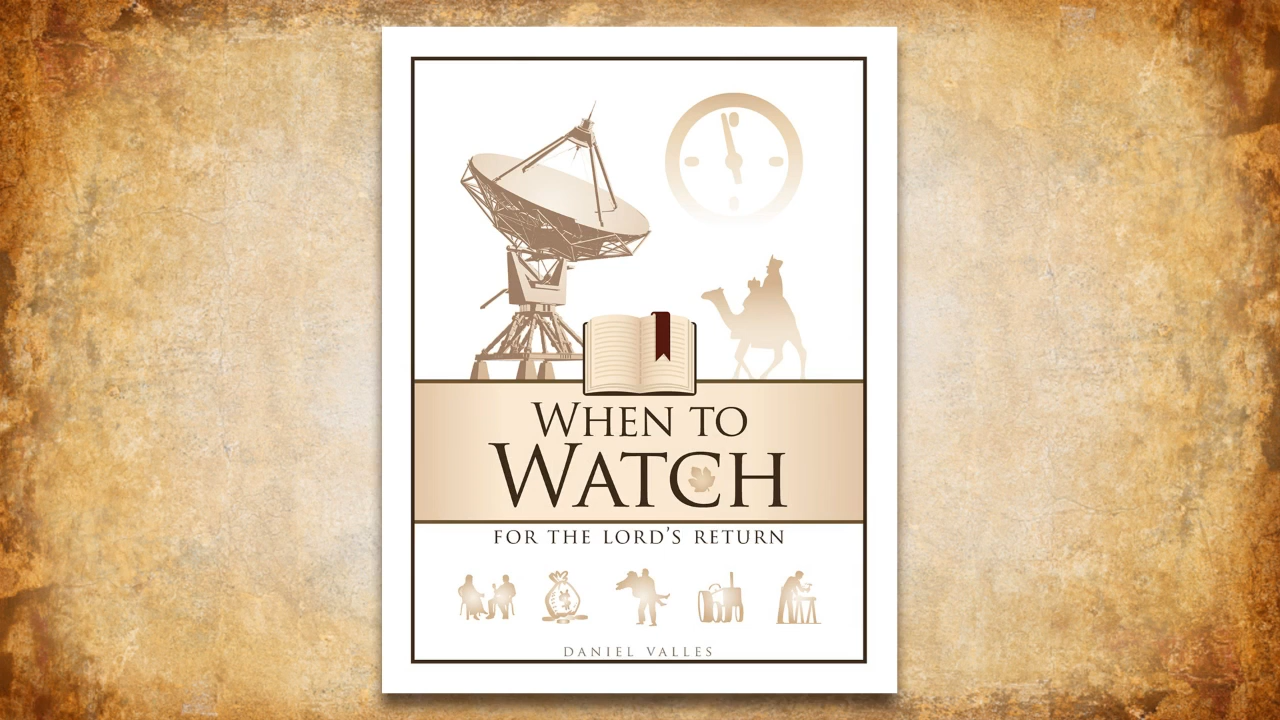 WHEN TO
WATCH
FOR THE LORD'S RETURN
DANIEL VALLES